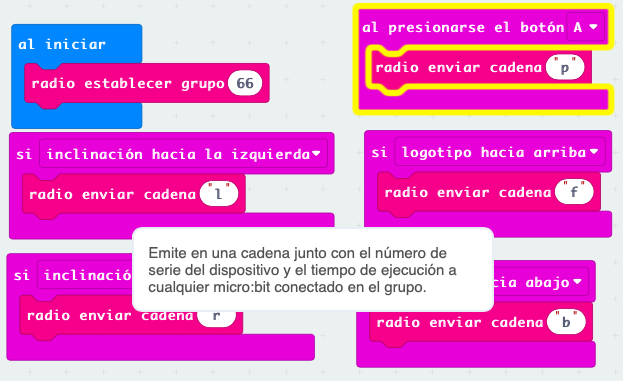 al iniciar
radio establecer grupo 66
al presionarse el botón A
radio enviar cadena "p"
si inclinación hacia la izquierda
radio enviar cadena "l"
si logotipo hacia arriba
radio enviar cadena "f"
si inclinación
radio enviar cadena "r"
Emite en una cadena junto con el número de
serie del dispositivo y el tiempo de ejecución a
cualquier micro:bit conectado en el grupo.
cia abajo
radio enviar cadena "b"